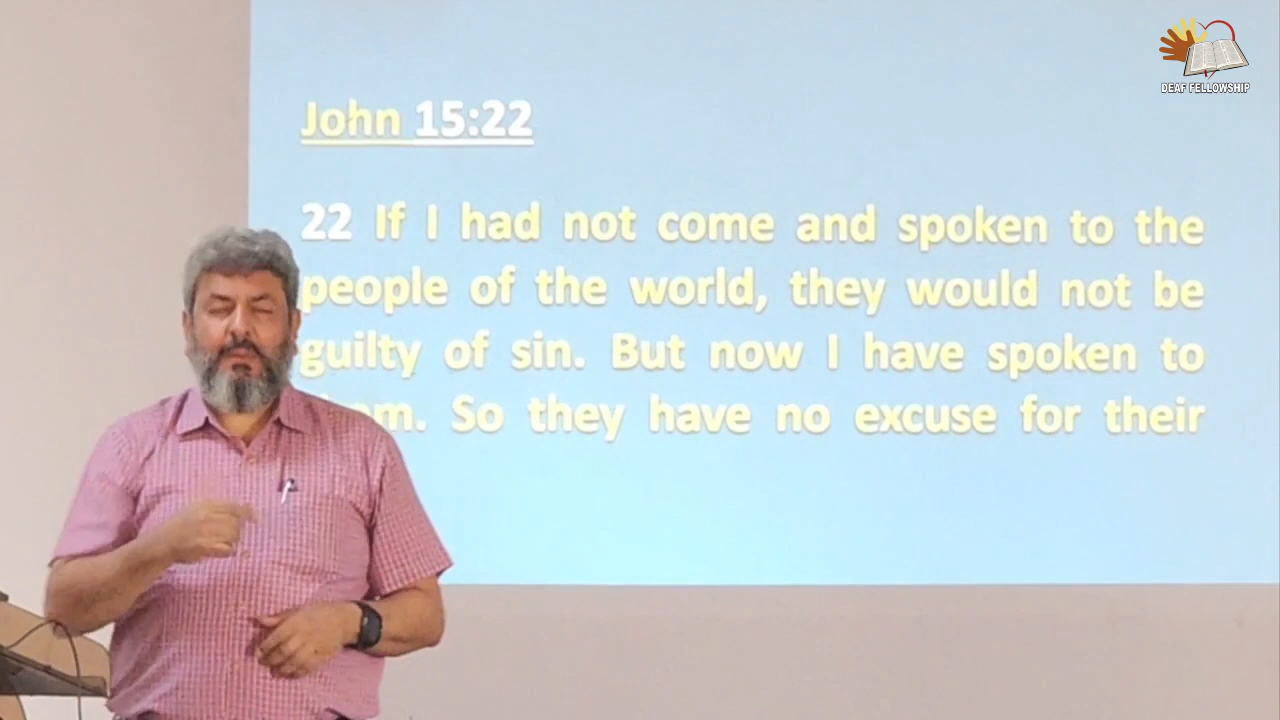 DEAF FELLOWSHIP
John 15:22
22 If I had not come and spoken to the
people of the world, they would not be
guilty of sin. But now I have spoken to
So they have no excuse for their